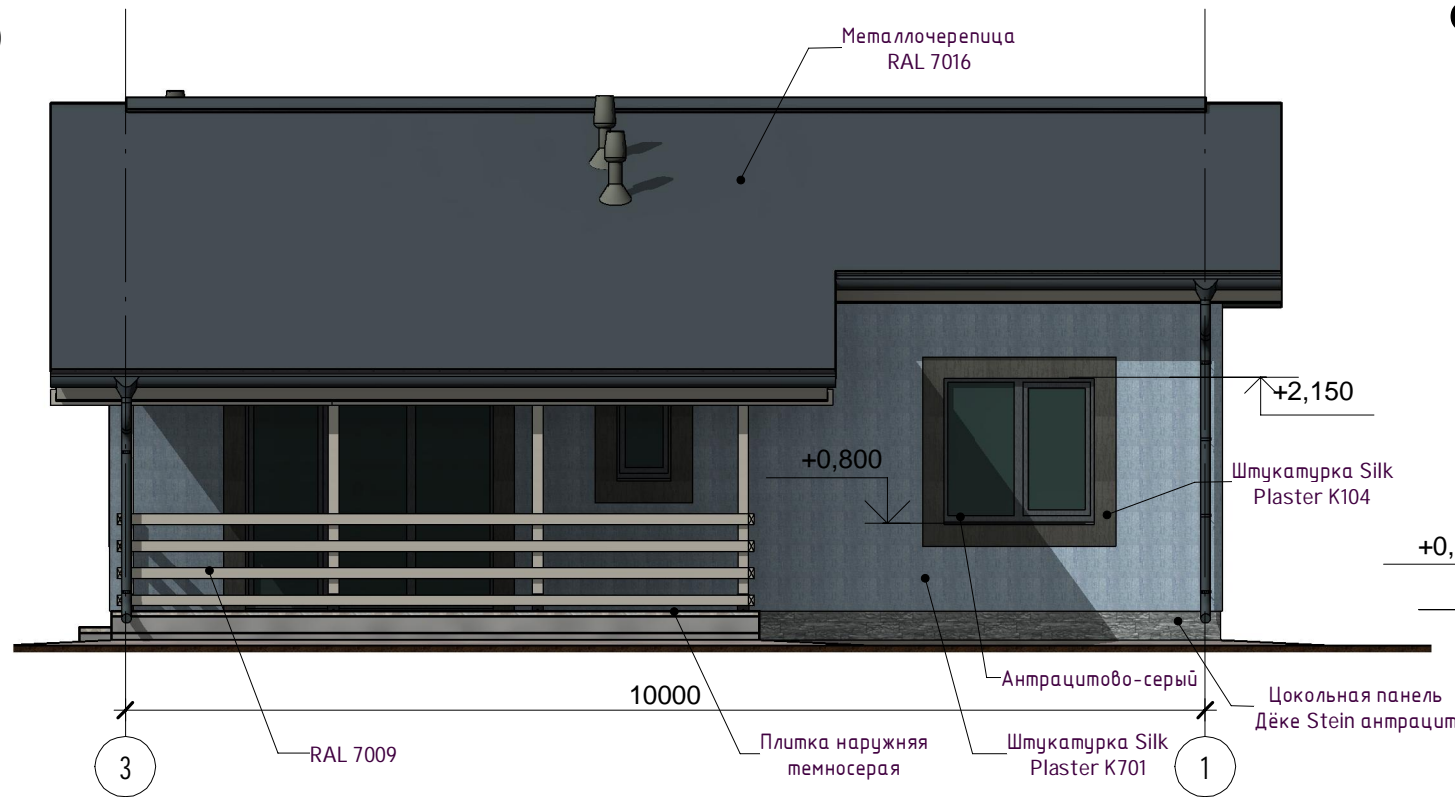 Металлочерепица
RAL 7016
+2,150
+0,800
Штукатурка Silk
Plaster K104
+0,
Антрацитово-серый
10000
Цокольная панель
Дёке Stein антрацит
RAL 7009
Плитка наружняя
темносерая
Штукатурка Silk
Plaster K701
3
1